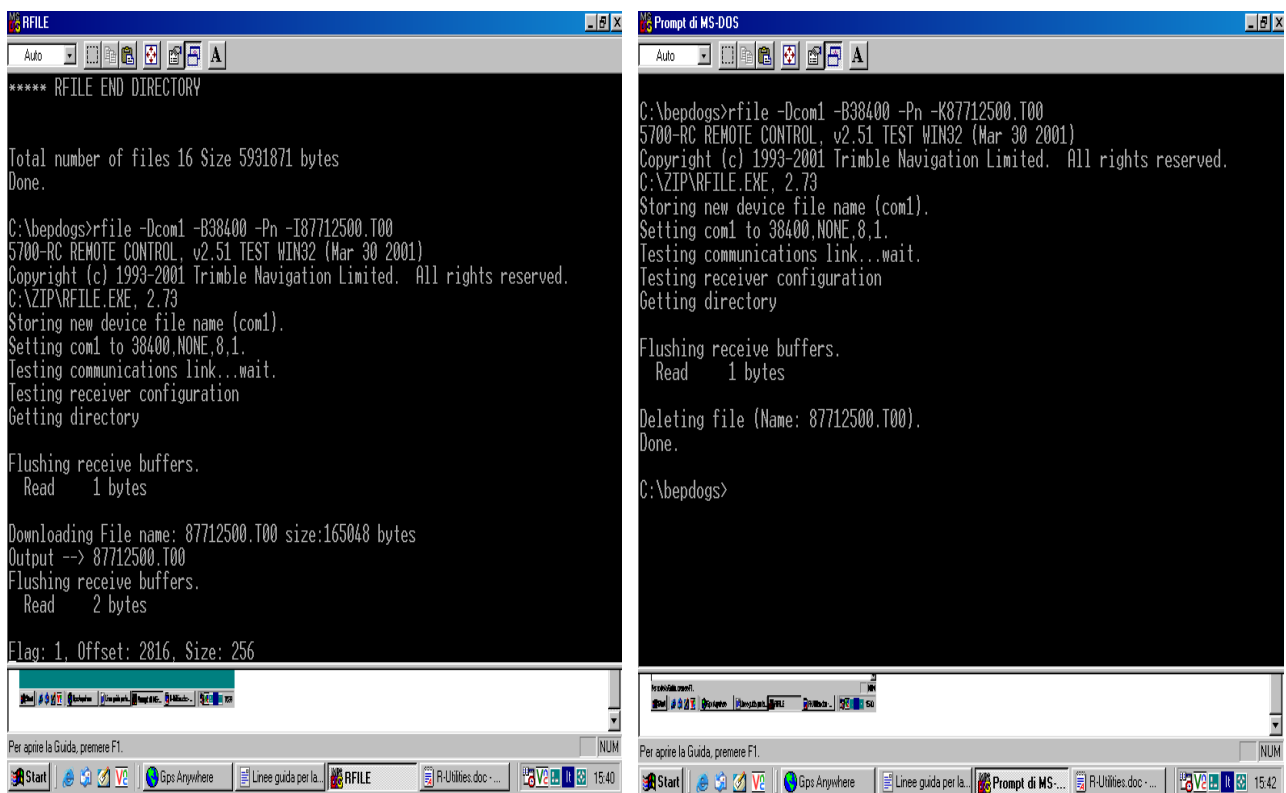 RFILE
Auto
A
***** RFILE END DIRECTORY
Total number of files 16 Size 5931871 bytes
Done.
C:\bepdogs>rfile -Dcom1 -B38400 -Pn -I87712500.T00
5700-RC REMOTE CONTROL, v2.51 TEST WIN32 (Mar 30 2001)
Copyright (c) 1993-2001 Trimble Navigation Limited.  All rights reserved.
C:\ZIP\RFILE.EXE, 2.73
Storing new device file name (com1).
Setting com1 to 38400,NONE,8,1.
Testing communications link...wait.
Testing receiver configuration
Getting directory
Flushing receive buffers.
Read    1 bytes
Downloading File name: 87712500.T00 size:165048 bytes
Output --> 87712500.T00
Flushing receive buffers.
Read    2 bytes
Flag: 1, Offset: 2816, Size: 256
Per aprire la Guida, premere F1.
NUM
Start
Gps Anywhere
Linee guida per la...
RFILE
R-Utilities.doc - ...
15.40
Prompt di MS-DOS
Auto
A
C:\bepdogs>rfile -Dcom1 -B38400 -Pn -K87712500.T00
5700-RC REMOTE CONTROL, v2.51 TEST WIN32 (Mar 30 2001)
Copyright (c) 1993-2001 Trimble Navigation Limited.  All rights reserved.
C:\ZIP\RFILE.EXE, 2.73
Storing new device file name (com1).
Setting com1 to 38400,NONE,8,1.
Testing communications link...wait.
Testing receiver configuration
Getting directory
Flushing receive buffers.
Read    1 bytes
Deleting file (Name: 87712500.T00).
Done.
C:\bepdogs>
Per aprire la Guida, premere F1.
NUM
Start
Gps Anywhere
Linee guida per la...
Prompt di MS-...
R-Utilities.doc - ...
15.42